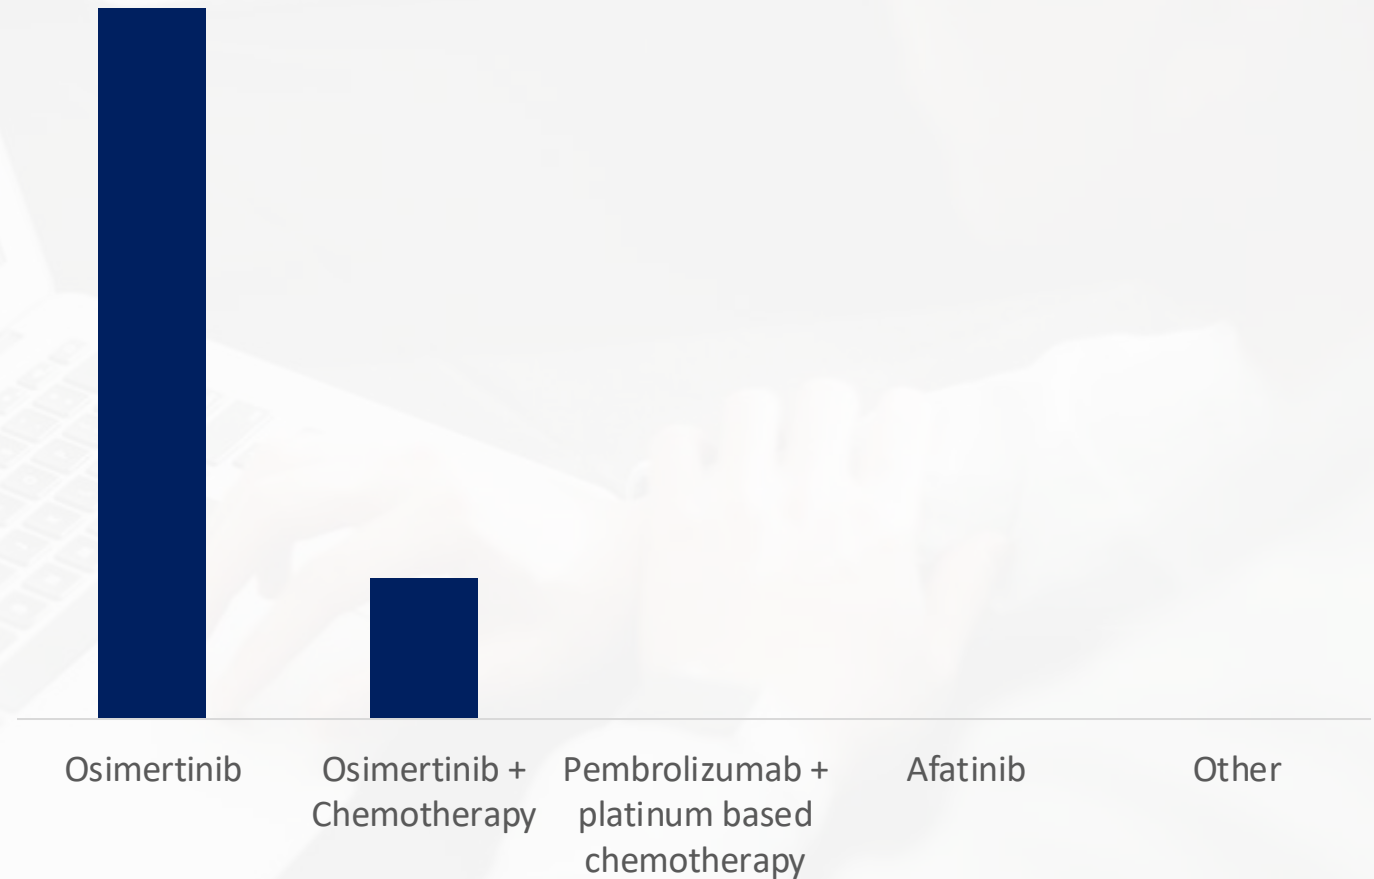 Osimertinib
Osimertinib +
Chemotherapy
Pembrolizumab +
platinum based
chemotherapy
Afatinib
Other